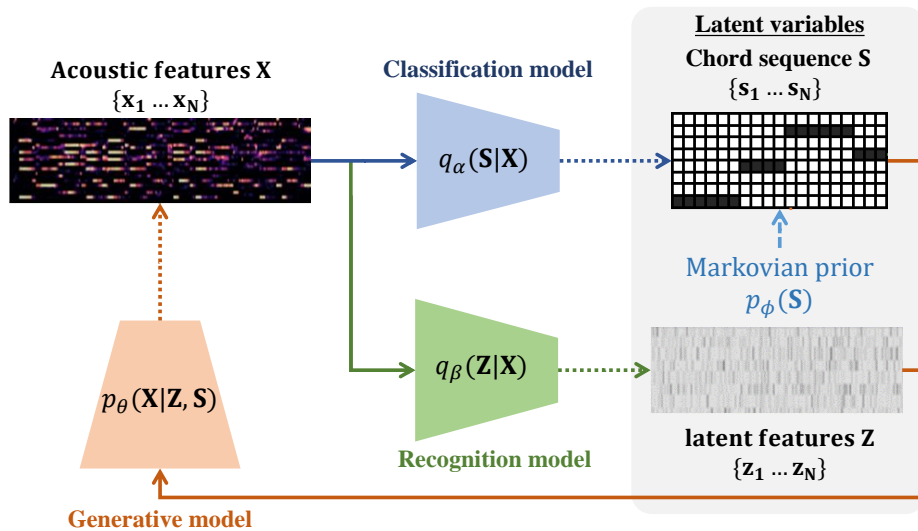 Latent variables
Acoustic features X
{x₁ … x_N}
Classification model
Chord sequence S
{s₁ … s_N}
q_α(S|X)
Markovian prior
p_ϕ(S)
p_θ(X|Z, S)
q_β(Z|X)
Recognition model
latent features Z
{z₁ … z_N}
Generative model